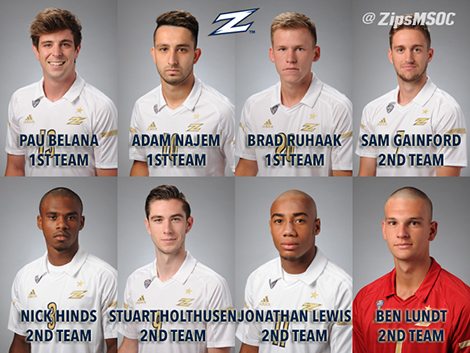 Z
@ZipsMSOC
PAU BELANA
1ST TEAM
ADAM NAJEM
1ST TEAM
BRAD RUHAAK
1ST TEAM
SAM GAINFORD
2ND TEAM
NICK HINDS
2ND TEAM
STUART HOLTHUSEN
2ND TEAM
JONATHAN LEWIS
2ND TEAM
BEN LUNDT
2ND TEAM